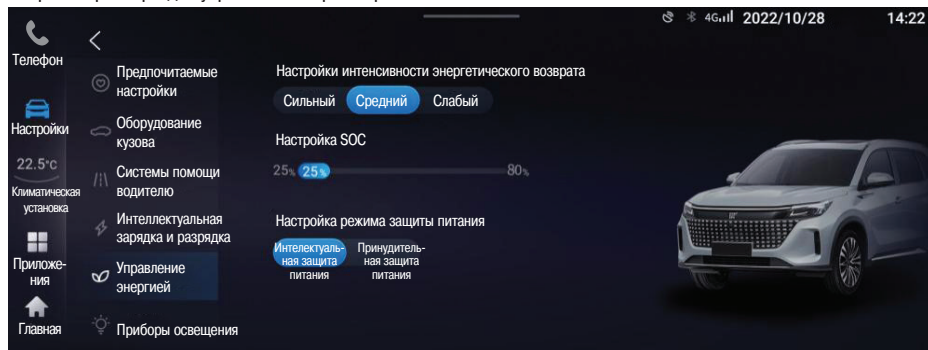 4G 2022/10/28 14:22
Телефон
Настройки
22.5°C
Климатическая
установка
Приложе-
ния
Главная
Предпочитаемые
настройки
Оборудование
кузова
Системы помощи
водителю
Интеллектуальная
зарядка и разрядка
Управление
энергией
Приборы освещения
Настройки интенсивности энергетического возврата
Сильный Средний Слабый
Настройка SOC
25% 25% 80%
Настройка режима защиты питания
Интелектуаль-
ная защита
питания
Принудитель-
ная защита
питания